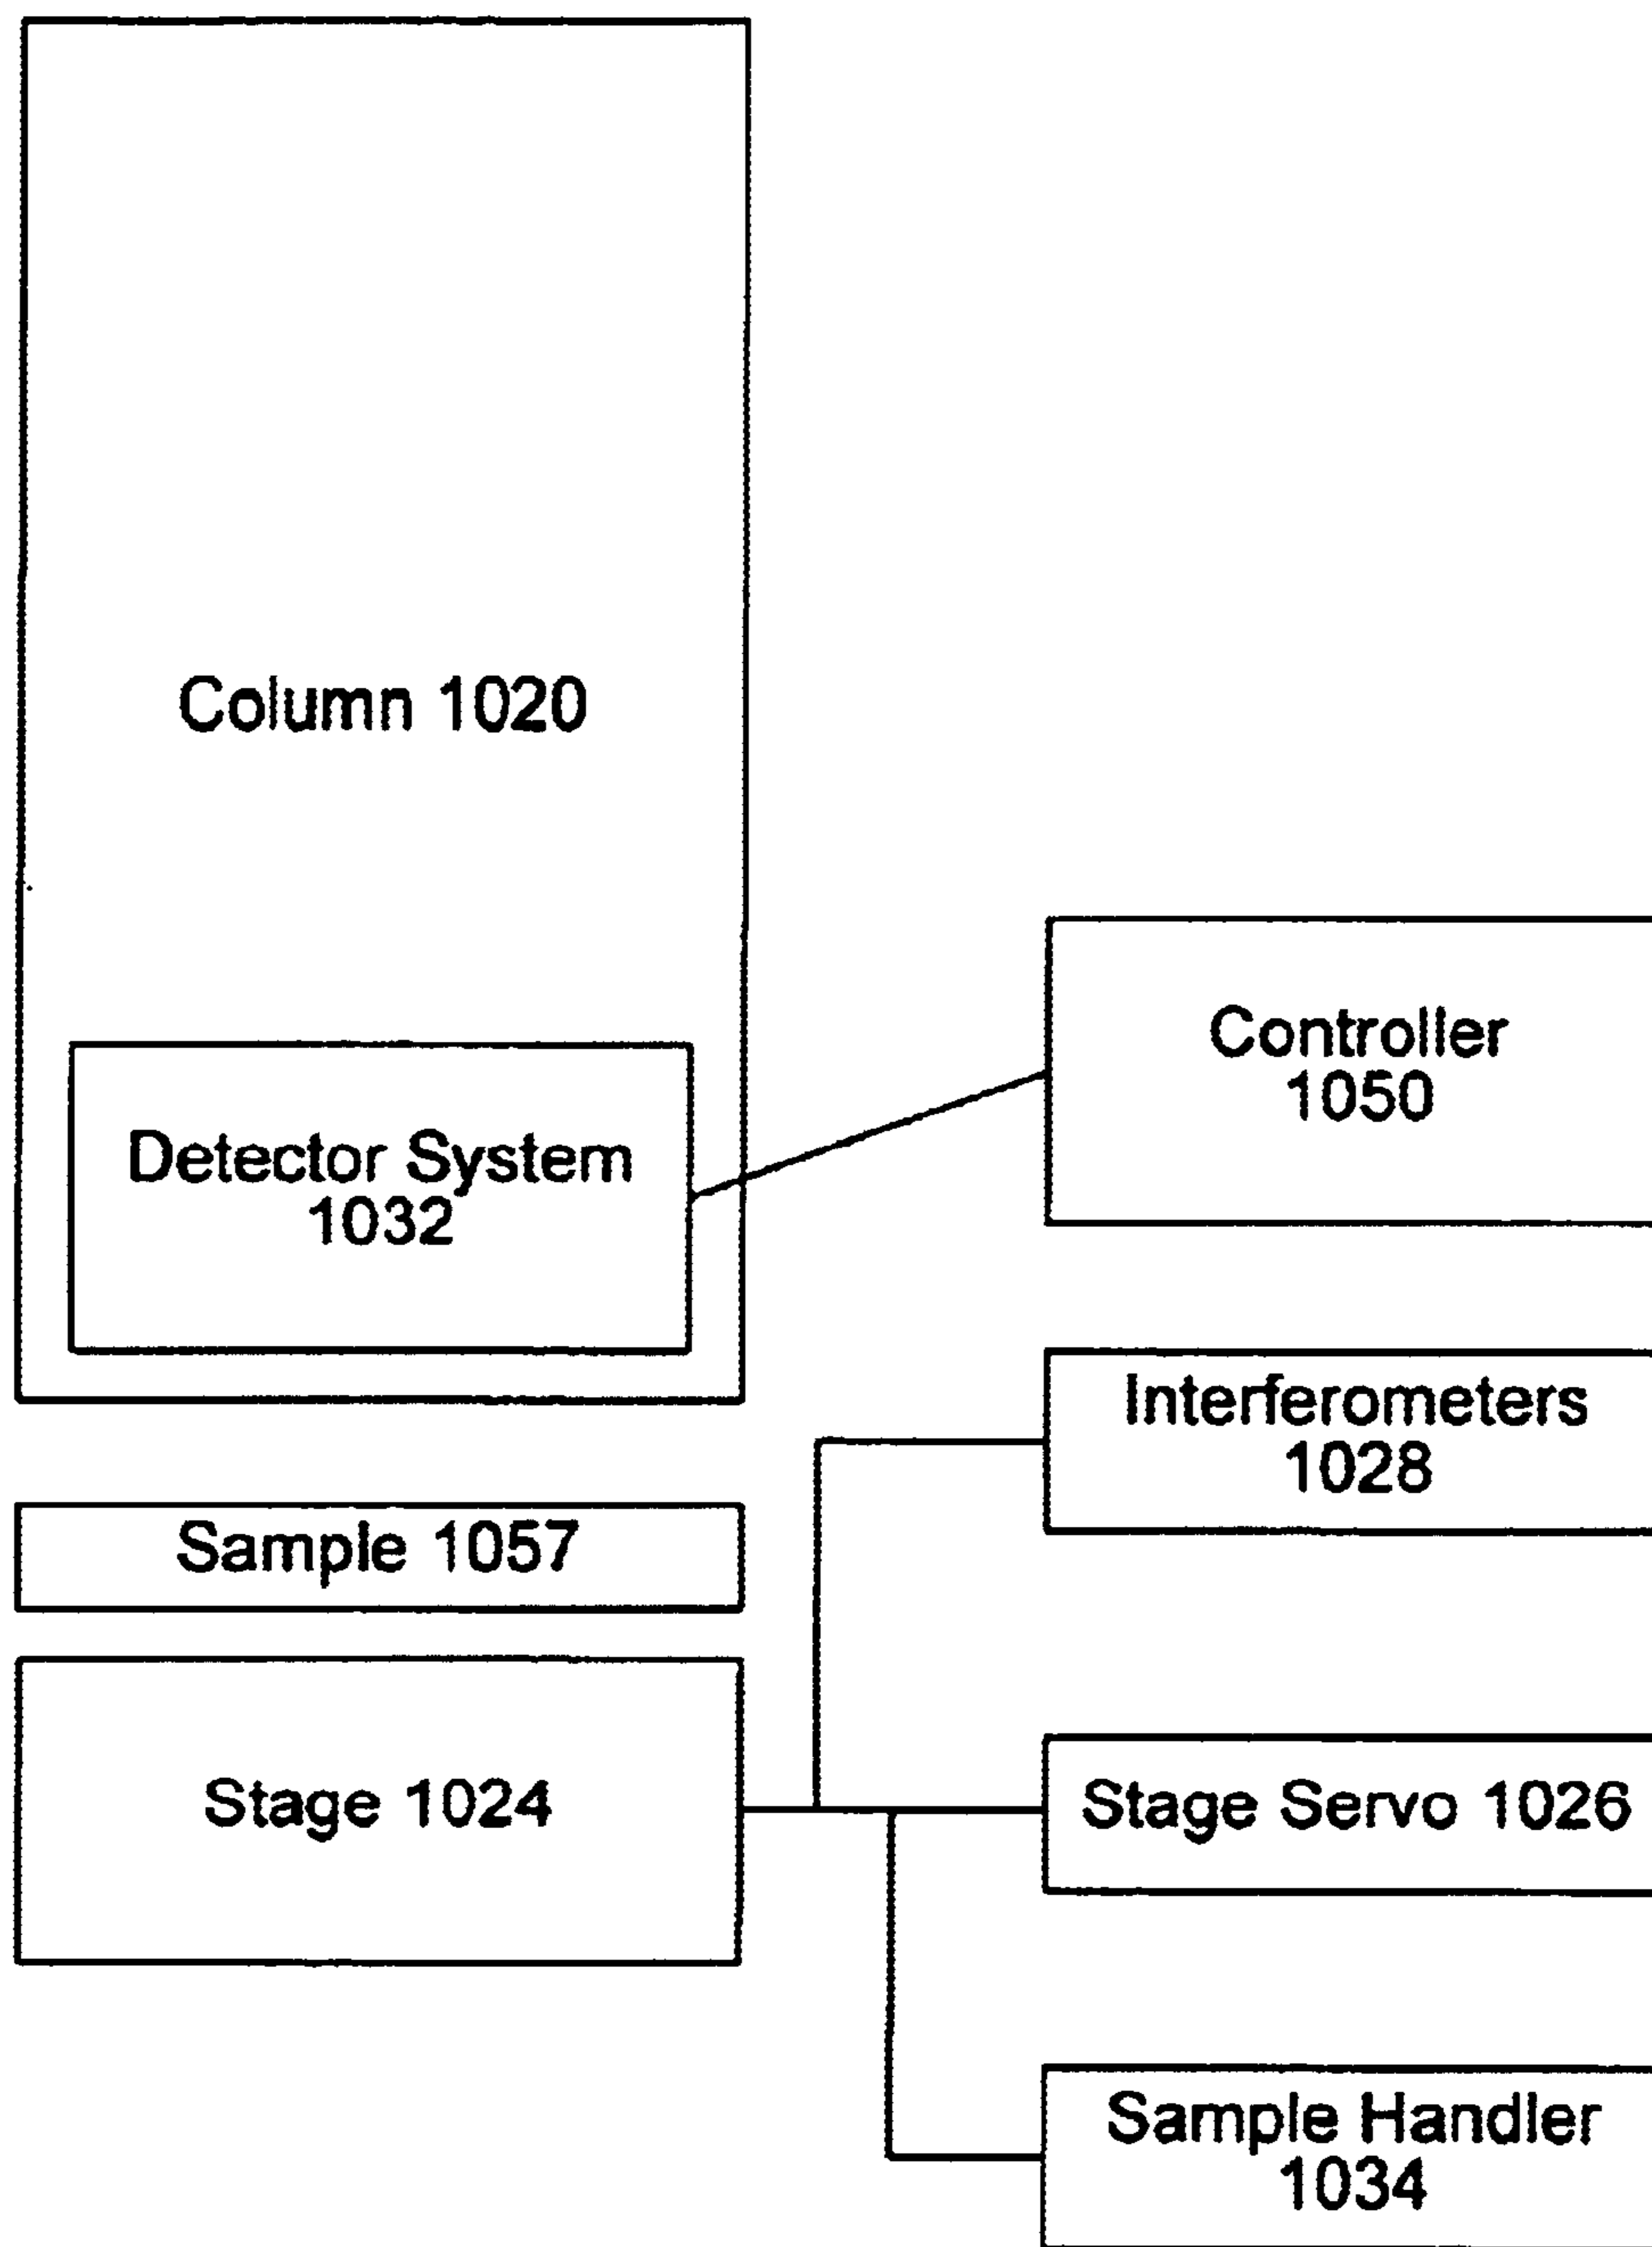 Column 1020
Detector System
1032
Controller
1050
Interferometers
1028
Sample 1057
Stage 1024
Stage Servo 1026
Sample Handler
1034